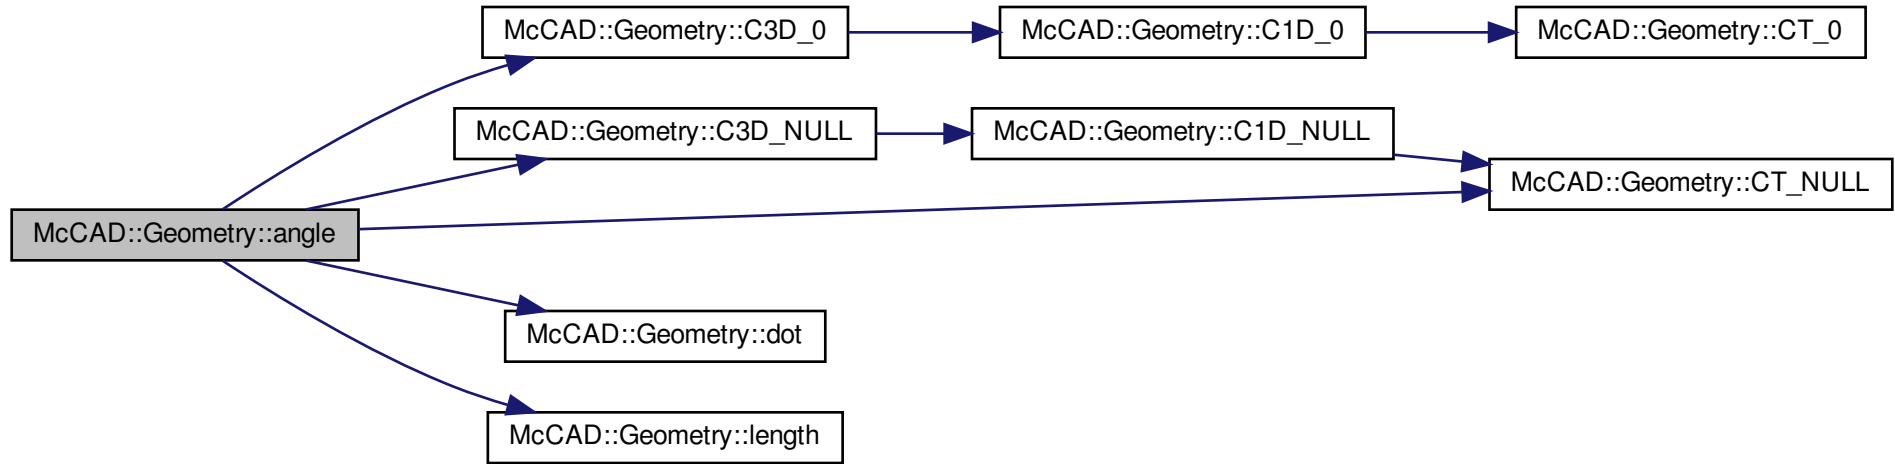 McCAD::Geometry::C3D_0
McCAD::Geometry::C1D_0
McCAD::Geometry::CT_0
McCAD::Geometry::C3D_NULL
McCAD::Geometry::C1D_NULL
McCAD::Geometry::CT_NULL
McCAD::Geometry::angle
McCAD::Geometry::dot
McCAD::Geometry::length